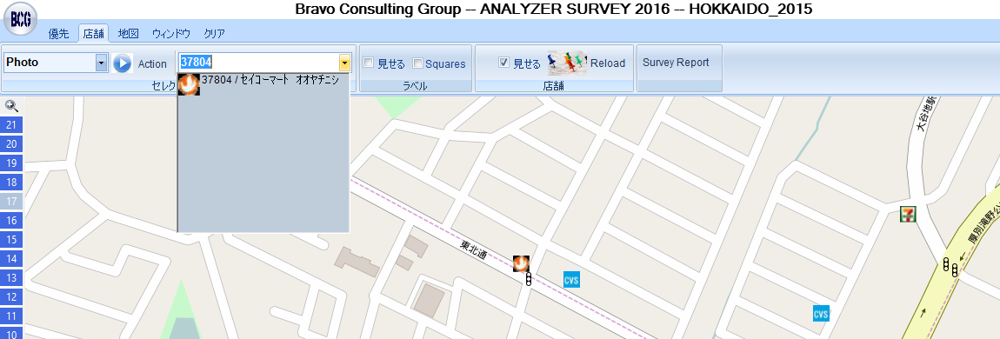 Bravo Consulting Group -- ANALYZER SURVEY 2016 -- HOKKAIDO_2015
BCG
優先 店舗 地図 ウィンドウ クリア
Photo Action 37804 見せる Squares 見せる Reload Survey Report
37804 / セイコーマート オオヤチニシ
セレク ラベル 店舗
21
20
19
18
17
16
15
14
13
12
11
10
大谷地駅
7
厚別滝野公
東北通
CVS
CVS